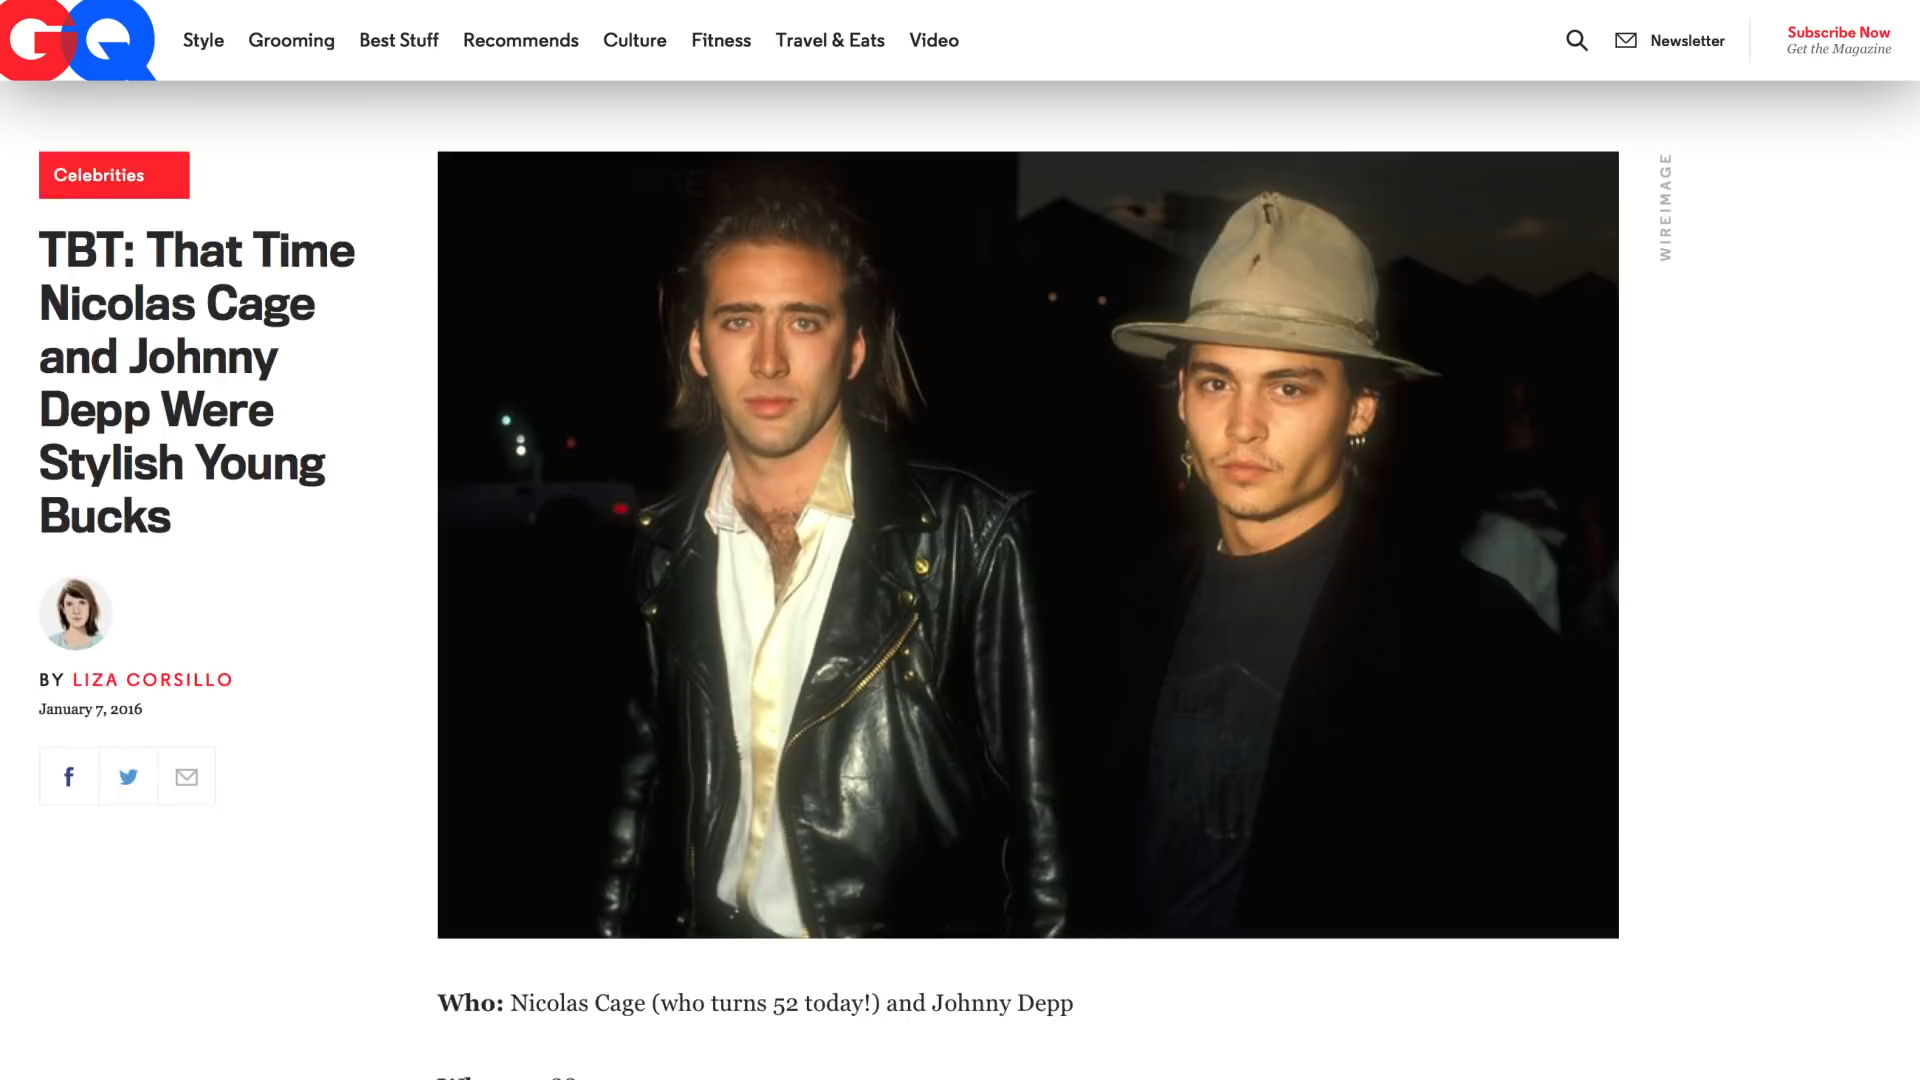 GQ
Style
Grooming
Best Stuff
Recommends
Culture
Fitness
Travel & Eats
Video
Newsletter
Subscribe Now
Get the Magazine
Celebrities
TBT: That Time
Nicolas Cage
and Johnny
Depp Were
Stylish Young
Bucks
BY LIZA CORSILLO
January 7, 2016
WIREIMAGE
Who: Nicolas Cage (who turns 52 today!) and Johnny Depp